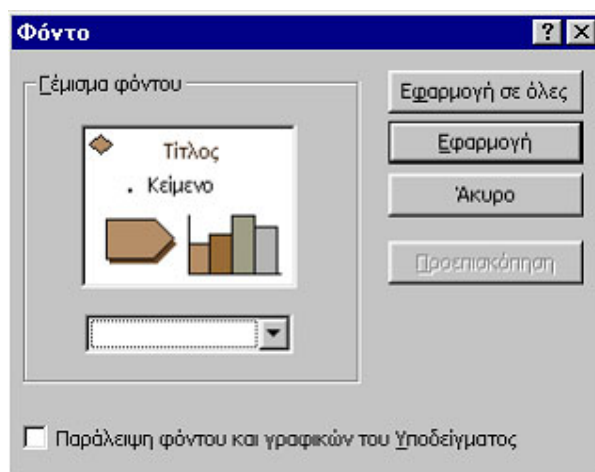 Φόντο
Γέμισμα φόντου
Τίτλος
. Κείμενο
Εφαρμογή σε όλες
Εφαρμογή
Άκυρο
Προεπισκόπηση
Παράλειψη φόντου και γραφικών του Υποδείγματος